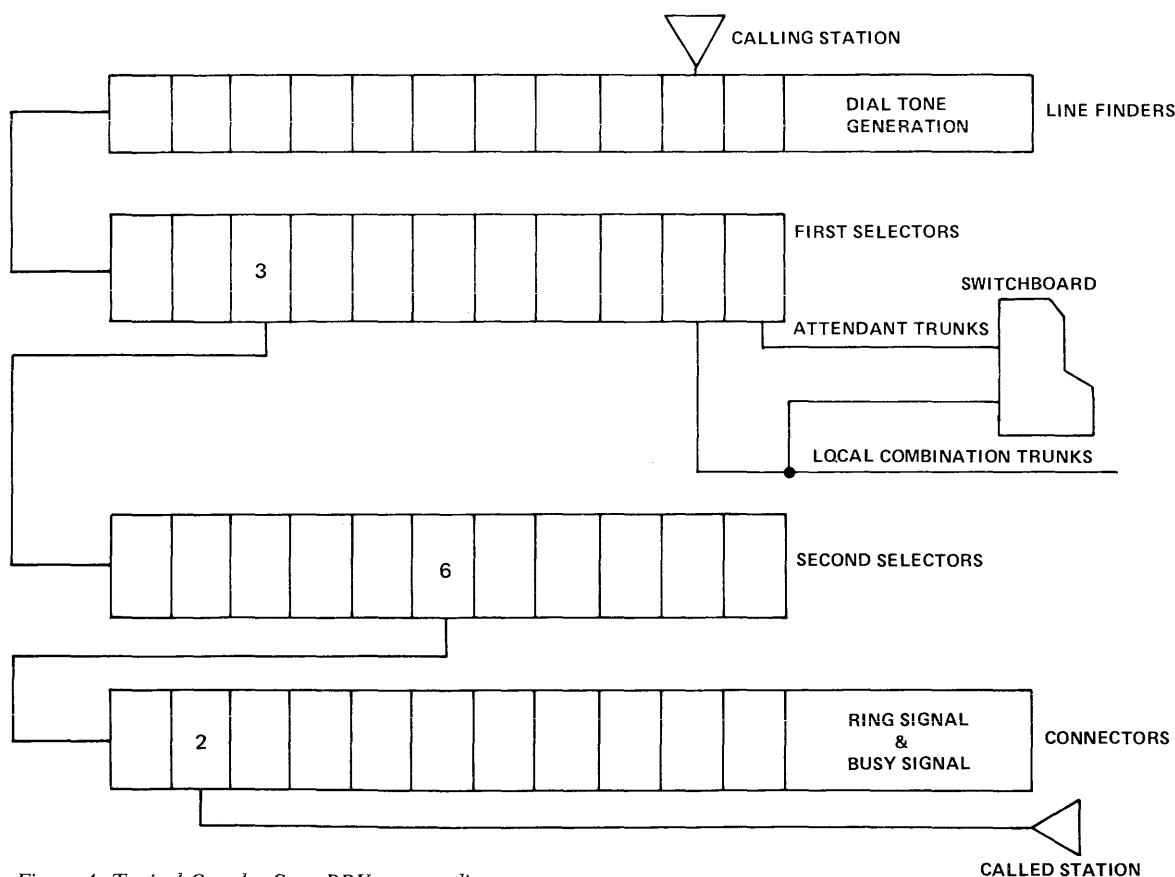 CALLING STATION
DIAL TONE
GENERATION
LINE FINDERS
FIRST SELECTORS
3
SWITCHBOARD
ATTENDANT TRUNKS
LOCAL COMBINATION TRUNKS
6
SECOND SELECTORS
2
RING SIGNAL
&
BUSY SIGNAL
CONNECTORS
CALLED STATION